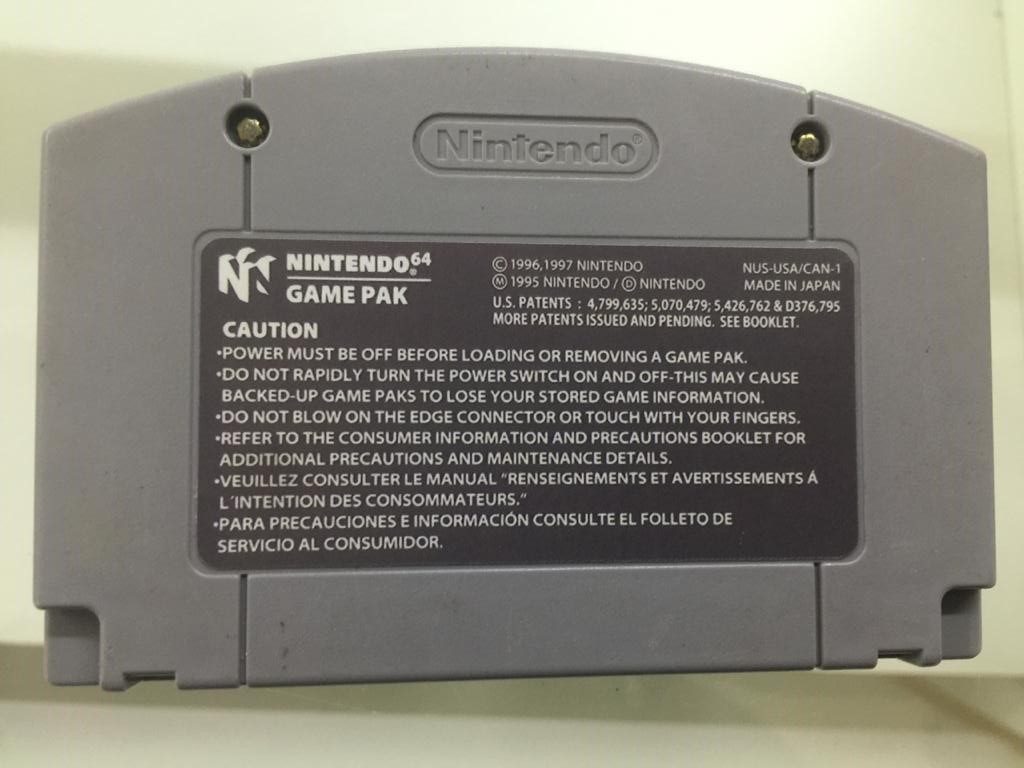 Nintendo®
NINTENDO64
GAME PAK
© 1996,1997 NINTENDO
Ⓜ 1995 NINTENDO / Ⓓ NINTENDO
NUS-USA/CAN-1
MADE IN JAPAN
U.S. PATENTS : 4,799,635; 5,070,479; 5,426,762 & D376,795
MORE PATENTS ISSUED AND PENDING. SEE BOOKLET.
CAUTION
•POWER MUST BE OFF BEFORE LOADING OR REMOVING A GAME PAK.
•DO NOT RAPIDLY TURN THE POWER SWITCH ON AND OFF-THIS MAY CAUSE
BACKED-UP GAME PAKS TO LOSE YOUR STORED GAME INFORMATION.
•DO NOT BLOW ON THE EDGE CONNECTOR OR TOUCH WITH YOUR FINGERS.
•REFER TO THE CONSUMER INFORMATION AND PRECAUTIONS BOOKLET FOR
ADDITIONAL PRECAUTIONS AND MAINTENANCE DETAILS.
•VEUILLEZ CONSULTER LE MANUAL "RENSEIGNEMENTS ET AVERTISSEMENTS Á
L´INTENTION DES CONSOMMATEURS."
•PARA PRECAUCIONES E INFORMACIÓN CONSULTE EL FOLLETO DE
SERVICIO AL CONSUMIDOR.